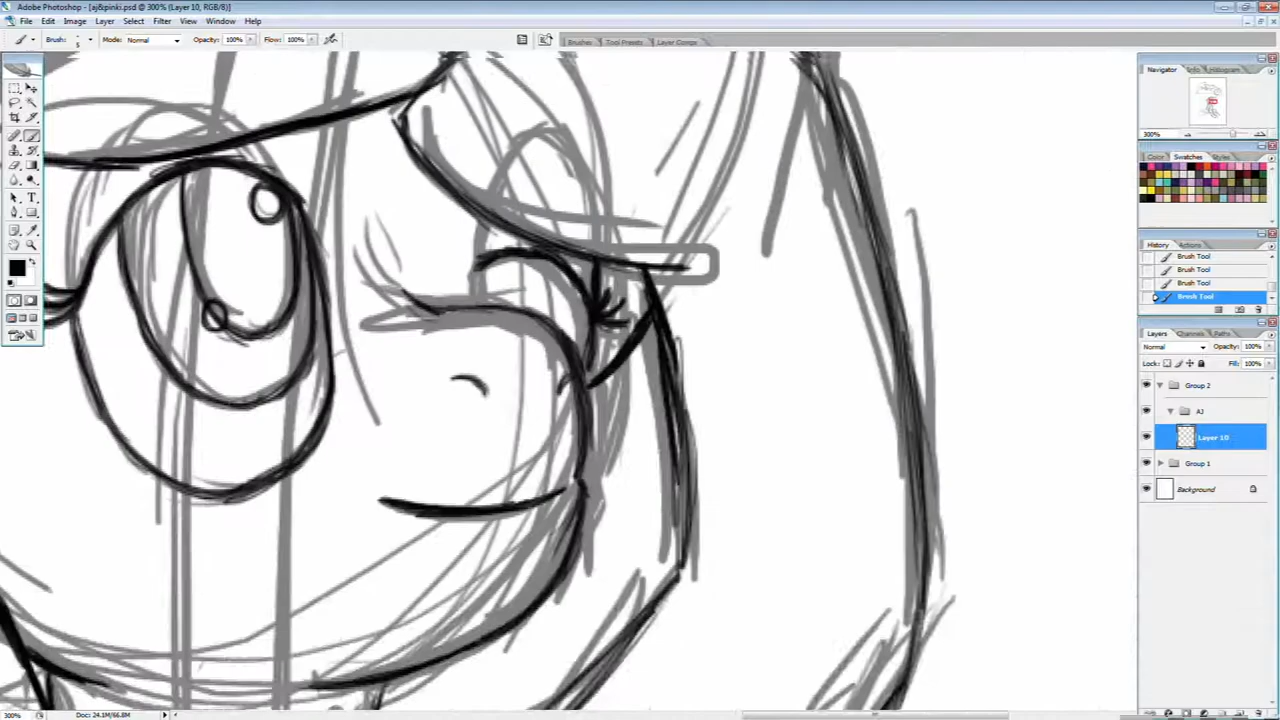 Adobe Photoshop - [aj&pinki.psd @ 300% (Layer 10, RGB/8)]
File Edit Image Layer Select Filter View Window Help
Brush: 5 Mode: Normal Opacity: 100% Flow: 100%
Brushes Tool Presets Layer Comps
Navigator Info Histogram
300%
Color Swatches Styles
History Actions
Brush Tool
Brush Tool
Brush Tool
Brush Tool
Layers Channels Paths
Normal Opacity: 100%
Lock: Fill: 100%
Group 2
AJ
Layer 10
Group 1
Background
300% Doc: 24.1M/66.8M